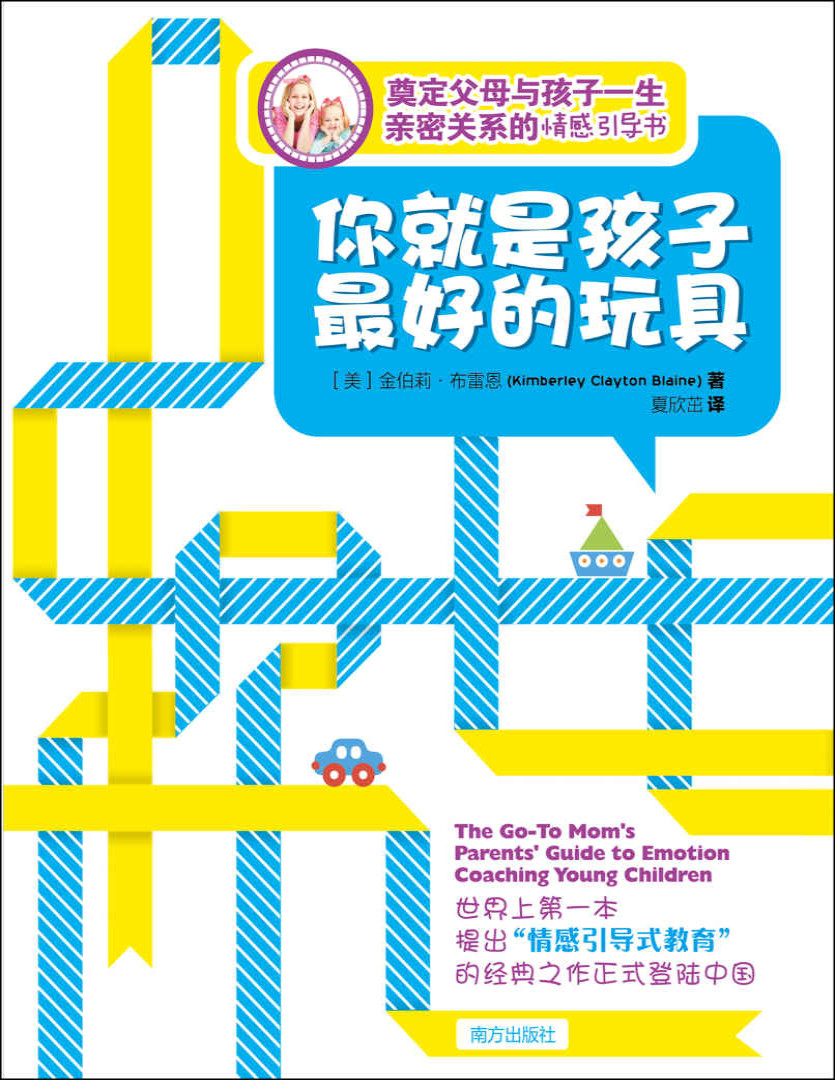 奠定父母与孩子一生
亲密关系的情感引导书
你就是孩子
最好的玩具
[美]金伯莉·布雷恩(Kimberley Clayton Blaine)著
夏欣茁 译
The Go-To Mom's
Parents' Guide to Emotion
Coaching Young Children
世界上第一本
提出“情感引导式教育”
的经典之作正式登陆中国
南方出版社